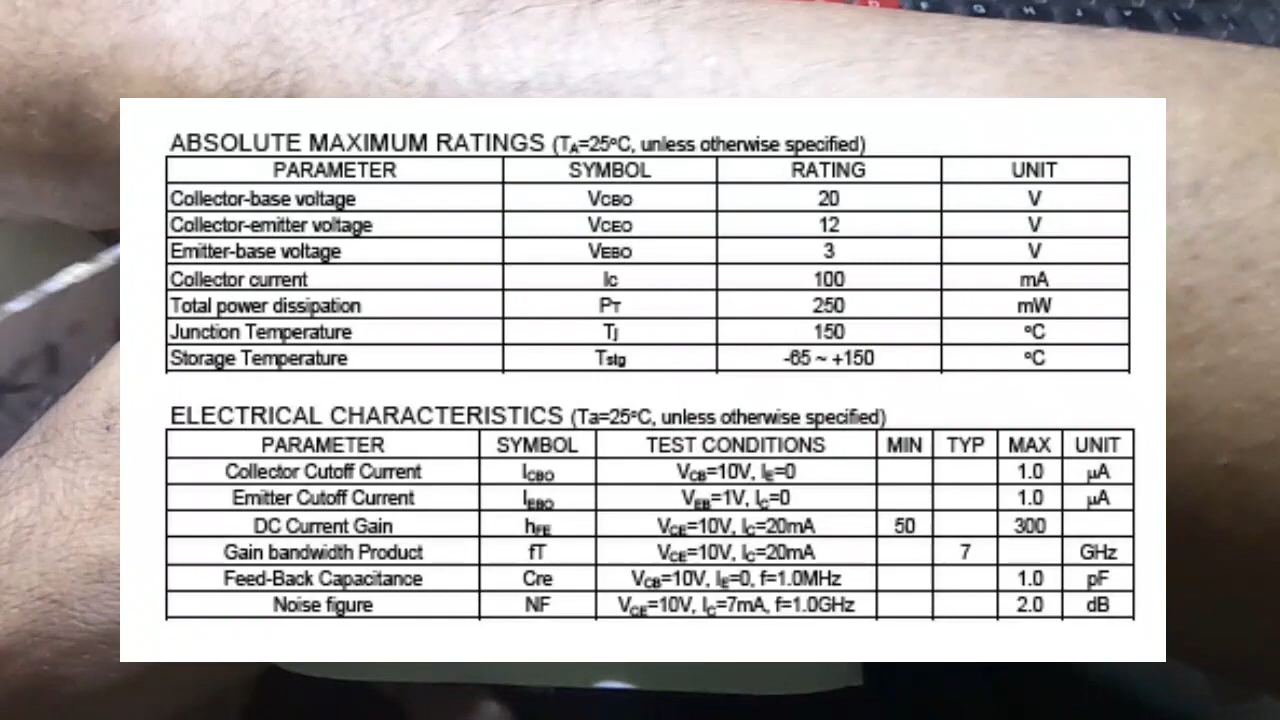 ABSOLUTE MAXIMUM RATINGS (TA=25ºC, unless otherwise specified)
PARAMETER SYMBOL RATING UNIT
Collector-base voltage VCBO 20 V
Collector-emitter voltage VCEO 12 V
Emitter-base voltage VEBO 3 V
Collector current Ic 100 mA
Total power dissipation PT 250 mW
Junction Temperature Tj 150 ºC
Storage Temperature Tstg -65 ~ +150 ºC
ELECTRICAL CHARACTERISTICS (Ta=25ºC, unless otherwise specified)
PARAMETER SYMBOL TEST CONDITIONS MIN TYP MAX UNIT
Collector Cutoff Current ICBO VCB=10V, IE=0 1.0 μA
Emitter Cutoff Current IEBO VEB=1V, IC=0 1.0 μA
DC Current Gain hFE VCE=10V, IC=20mA 50 300
Gain bandwidth Product fT VCE=10V, IC=20mA 7 GHz
Feed-Back Capacitance Cre VCB=10V, IE=0, f=1.0MHz 1.0 pF
Noise figure NF VCE=10V, IC=7mA, f=1.0GHz 2.0 dB